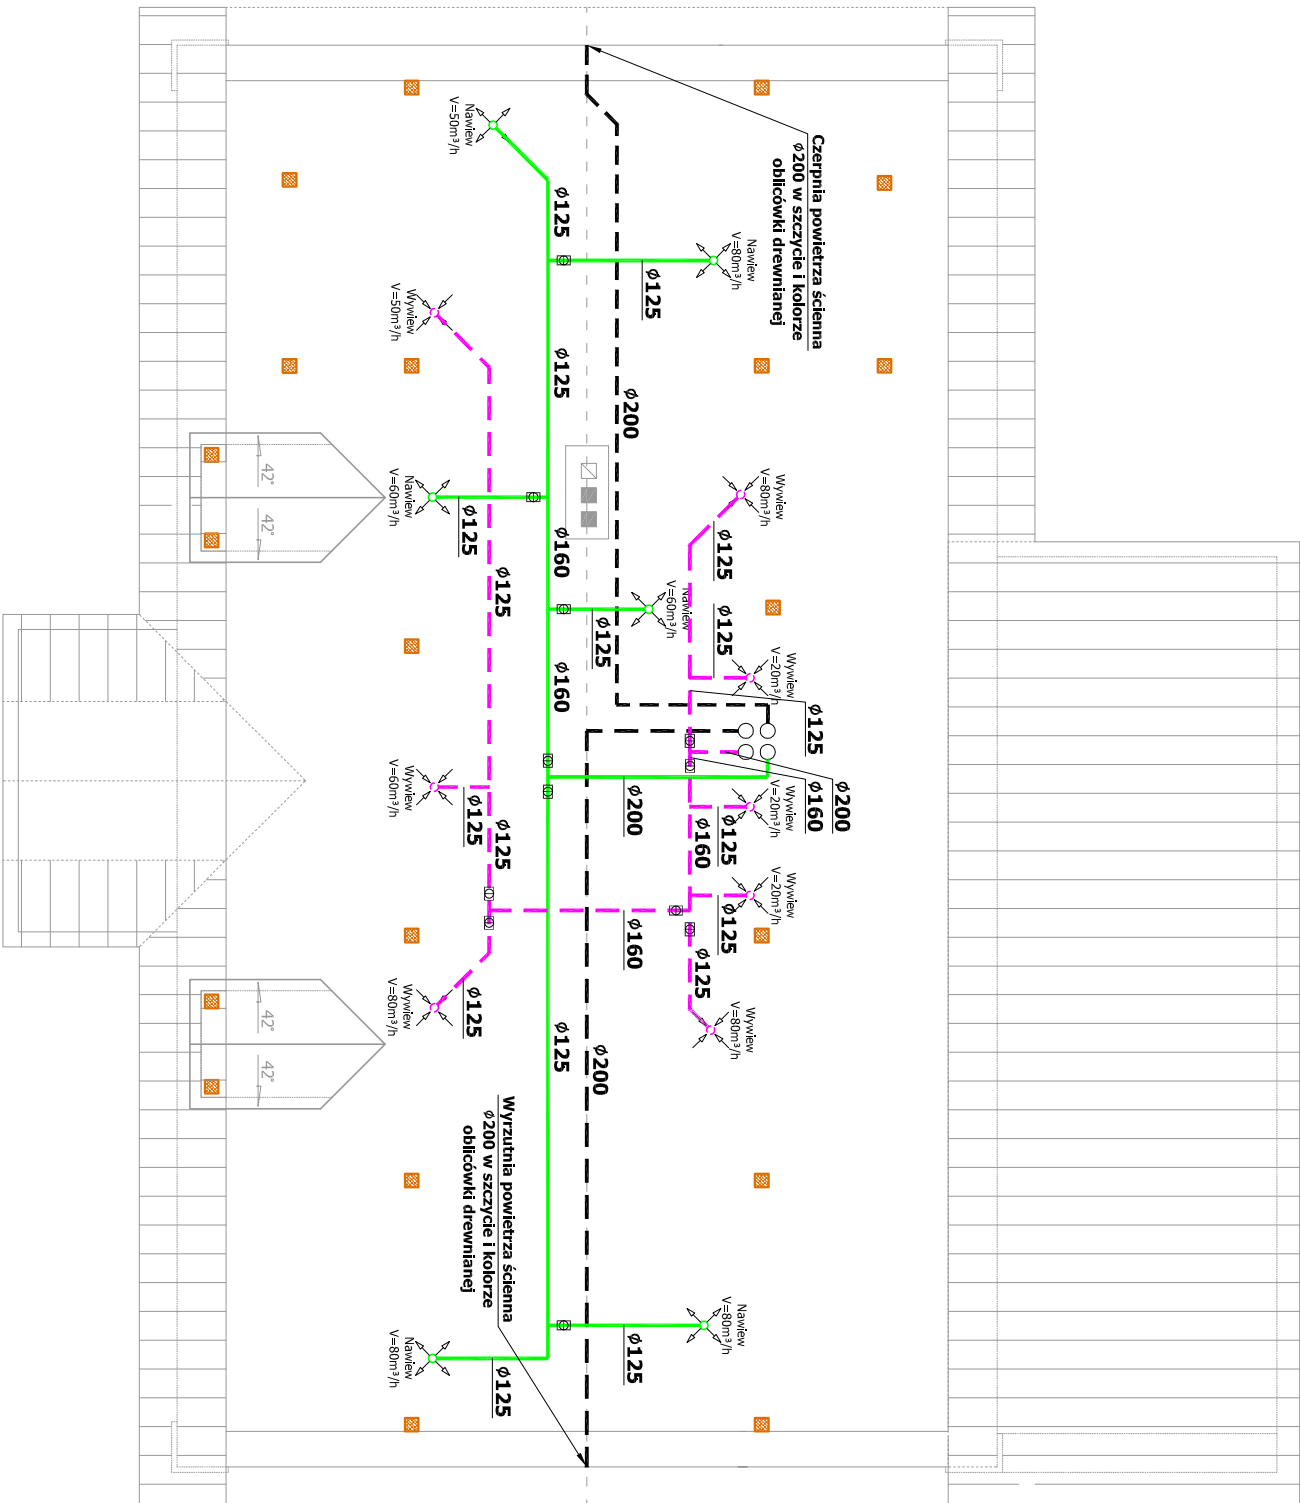 Czerpnia powietrza ścienna
ϕ200 w szczycie i kolorze
oblicówki drewnianej
Nawiew
V=50m³/h
ϕ125
Nawiew
V=80m³/h
ϕ125
Wywiew
V=50m³/h
ϕ125
ϕ200
42°
42°
Nawiew
V=60m³/h
ϕ125
Wywiew
V=80m³/h
ϕ125
ϕ160
ϕ125
Nawiew
V=60m³/h
ϕ125
ϕ125
Wywiew
V=20m³/h
ϕ160
ϕ125
ϕ200
ϕ160
Wywiew
V=60m³/h
ϕ125
ϕ125
ϕ200
Wywiew
V=20m³/h
ϕ125
ϕ160
Wywiew
V=20m³/h
ϕ125
ϕ160
ϕ125
Wywiew
V=80m³/h
Wywiew
V=80m³/h
ϕ125
42°
42°
ϕ125
ϕ200
Wyrzutnia powietrza ścienna
ϕ200 w szczycie i kolorze
oblicówki drewnianej
Nawiew
V=80m³/h
ϕ125
Nawiew
V=80m³/h
ϕ125